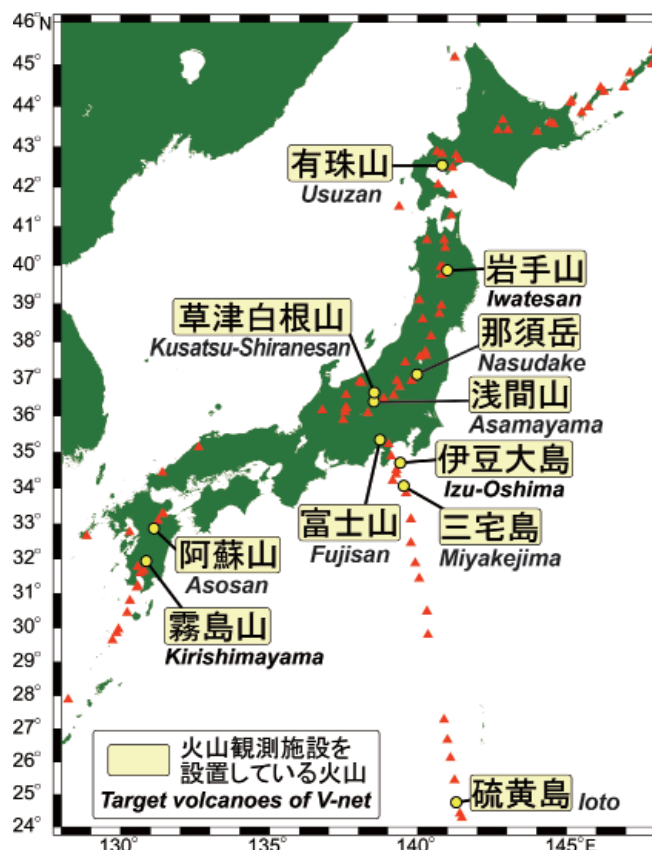 46°N
45°
44°
43°
42°
41°
40°
39°
38°
37°
36°
35°
34°
33°
32°
31°
30°
29°
28°
27°
26°
25°
24°
有珠山
Usuzan
岩手山
Iwatesan
草津白根山
Kusatsu-Shiranesan
那須岳
Nasudake
浅間山
Asamayama
伊豆大島
Izu-Oshima
富士山
Fujisan
三宅島
Miyakejima
阿蘇山
Asosan
霧島山
Kirishimayama
火山観測施設を
設置している火山
Target volcanoes of V-net
硫黄島 Ioto
130° 135° 140° 145°E